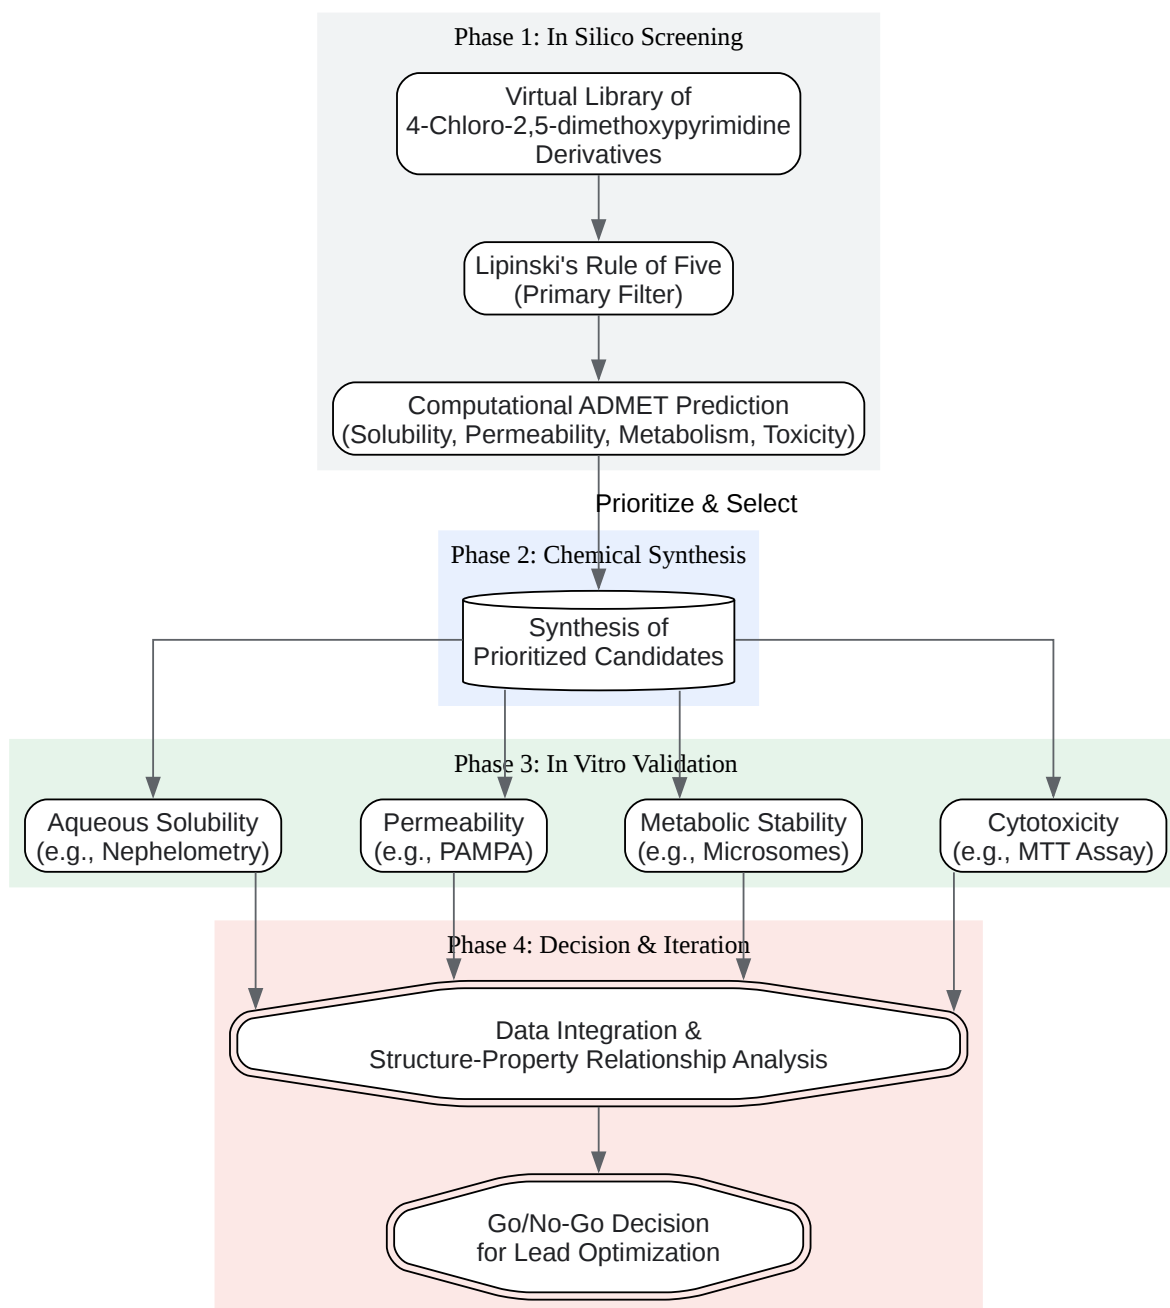 Phase 1: In Silico Screening
Virtual Library of
4-Chloro-2,5-dimethoxypyrimidine
Derivatives
Lipinski's Rule of Five
(Primary Filter)
Computational ADMET Prediction
(Solubility, Permeability, Metabolism, Toxicity)
Prioritize & Select
Phase 2: Chemical Synthesis
Synthesis of
Prioritized Candidates
Phase 3: In Vitro Validation
Aqueous Solubility
(e.g., Nephelometry)
Permeability
(e.g., PAMPA)
Metabolic Stability
(e.g., Microsomes)
Cytotoxicity
(e.g., MTT Assay)
Phase 4: Decision & Iteration
Data Integration &
Structure-Property Relationship Analysis
Go/No-Go Decision
for Lead Optimization